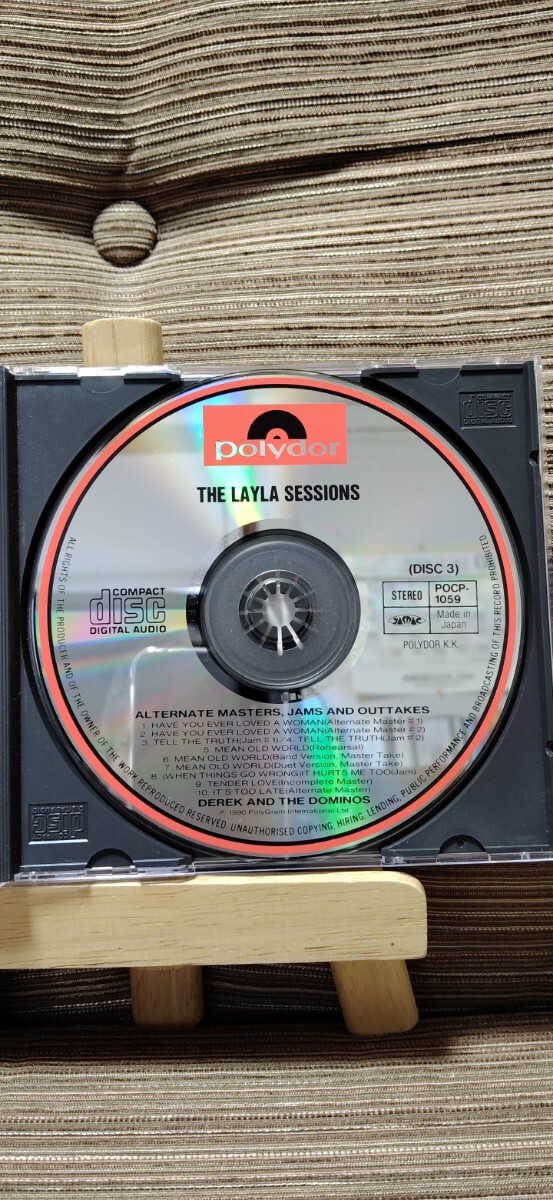 COMPACT
disc
DIGITAL AUDIO
polydor
THE LAYLA SESSIONS
COMPACT
disc
DIGITAL AUDIO
(DISC 3)
STEREO
POCP-
1059
Made in
Japan
POLYDOR K.K.
ALTERNATE MASTERS, JAMS AND OUTTAKES
1. HAVE YOU EVER LOVED A WOMAN(Alternate Master #1)
2. HAVE YOU EVER LOVED A WOMAN(Alternate Master #2)
3. TELL THE TRUTH(Jam #1)/4. TELL THE TRUTH(Jam #2)
5. MEAN OLD WORLD(Rehearsal)
6. MEAN OLD WORLD(Band Version, Master Take)
7. MEAN OLD WORLD(Duet Version, Master Take)
8. (WHEN THINGS GO WRONG)IT HURTS ME TOO(Jam)
9. TENDER LOVE(Incomplete Master)
10. IT'S TOO LATE(Alternate Master)
DEREK AND THE DOMINOS
℗ 1990 PolyGram International Ltd.
ALL RIGHTS OF THE PRODUCER AND OF THE OWNER OF THE WORK REPRODUCED RESERVED. UNAUTHORISED COPYING, HIRING, LENDING, PUBLIC PERFORMANCE AND BROADCASTING OF THIS RECORD PROHIBITED
COMPACT
disc
DIGITAL AUDIO